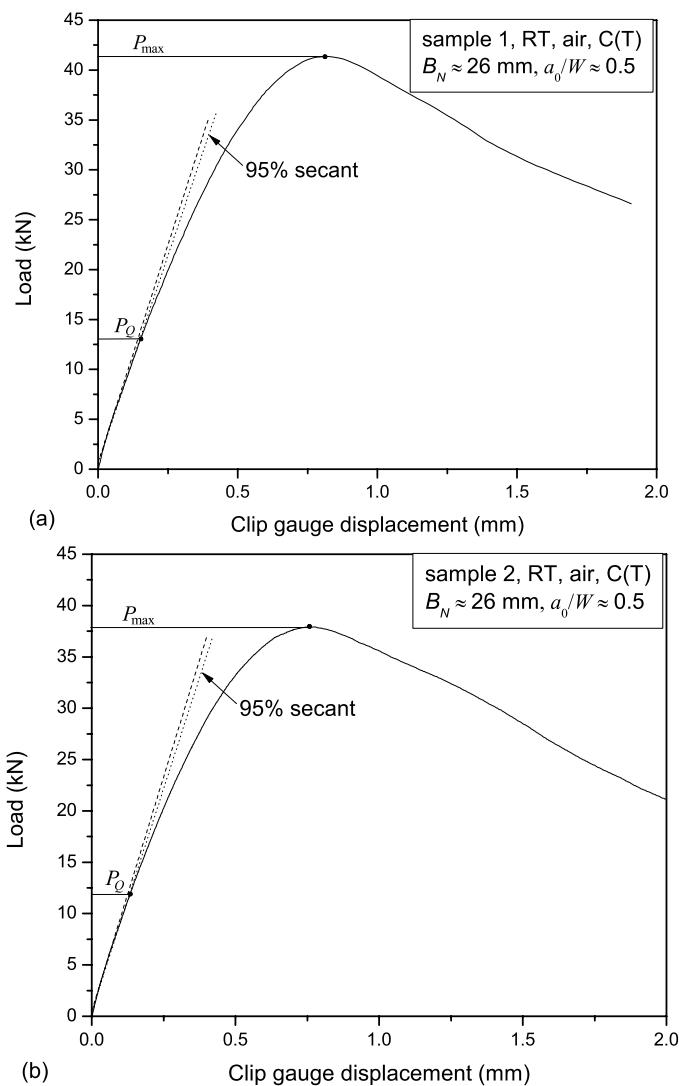 45
40
35
30
25
20
15
10
5
0
Load (kN)
P_max
P_Q
95% secant
sample 1, RT, air, C(T)
B_N ≈ 26 mm, a_0/W ≈ 0.5
0.0 0.5 1.0 1.5 2.0
Clip gauge displacement (mm)
(a)
45
40
35
30
25
20
15
10
5
0
Load (kN)
P_max
P_Q
95% secant
sample 2, RT, air, C(T)
B_N ≈ 26 mm, a_0/W ≈ 0.5
0.0 0.5 1.0 1.5 2.0
Clip gauge displacement (mm)
(b)